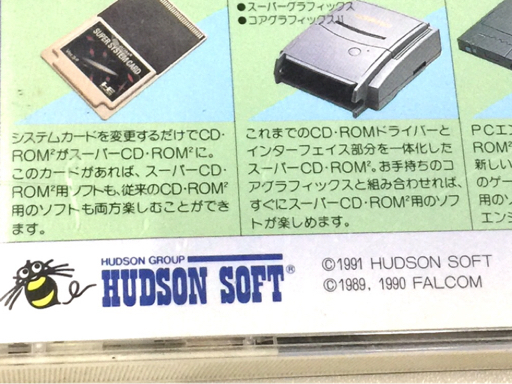 ●スーパーグラフィックス
●コアグラフィックスII
SUPER SYSTEM CARD
システムカードを変更するだけでCD・
ROM²がスーパーCD・ROM²に。
このカードがあれば、スーパーCD・
ROM²用ソフトも、従来のCD・ROM²
用のソフトも両方楽しむことができ
ます。
これまでのCD・ROMドライバーと
インターフェイス部分を一体化した
スーパーCD・ROM²。お手持ちのコ
アグラフィックスと組み合わせれば、
すぐにスーパーCD・ROM²用のソフ
トが楽しめます。
PCエン
ROM²
新しい
のゲー
用のソ
エンジ
HUDSON GROUP
HUDSON SOFT®
©1991 HUDSON SOFT
©1989, 1990 FALCOM